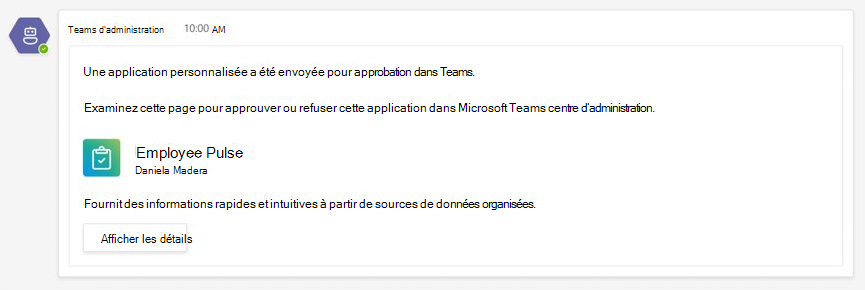 Teams d'administration 10:00 AM
Une application personnalisée a été envoyée pour approbation dans Teams.
Examinez cette page pour approuver ou refuser cette application dans Microsoft Teams centre d'administration.
Employee Pulse
Daniela Madera
Fournit des informations rapides et intuitives à partir de sources de données organisées.
Afficher les détails